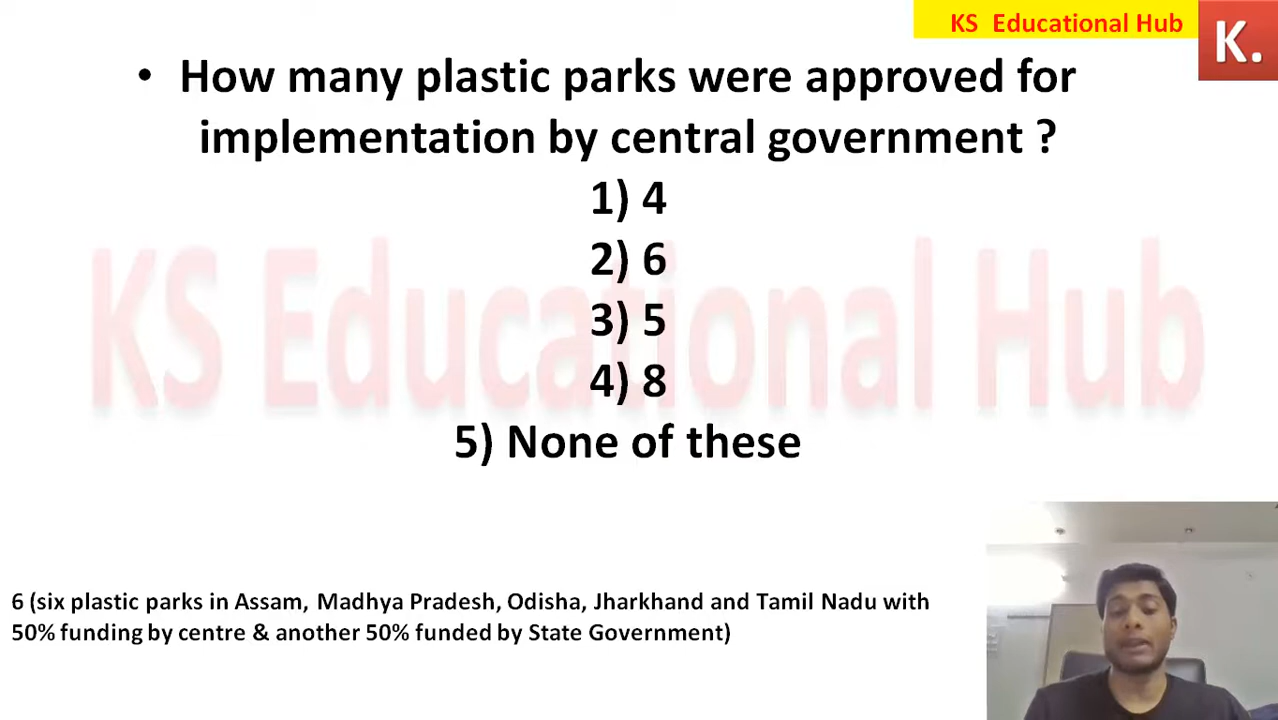 KS Educational Hub
K.
• How many plastic parks were approved for
implementation by central government ?
1) 4
2) 6
3) 5
4) 8
5) None of these
KS Educational Hub
6 (six plastic parks in Assam, Madhya Pradesh, Odisha, Jharkhand and Tamil Nadu with
50% funding by centre & another 50% funded by State Government)